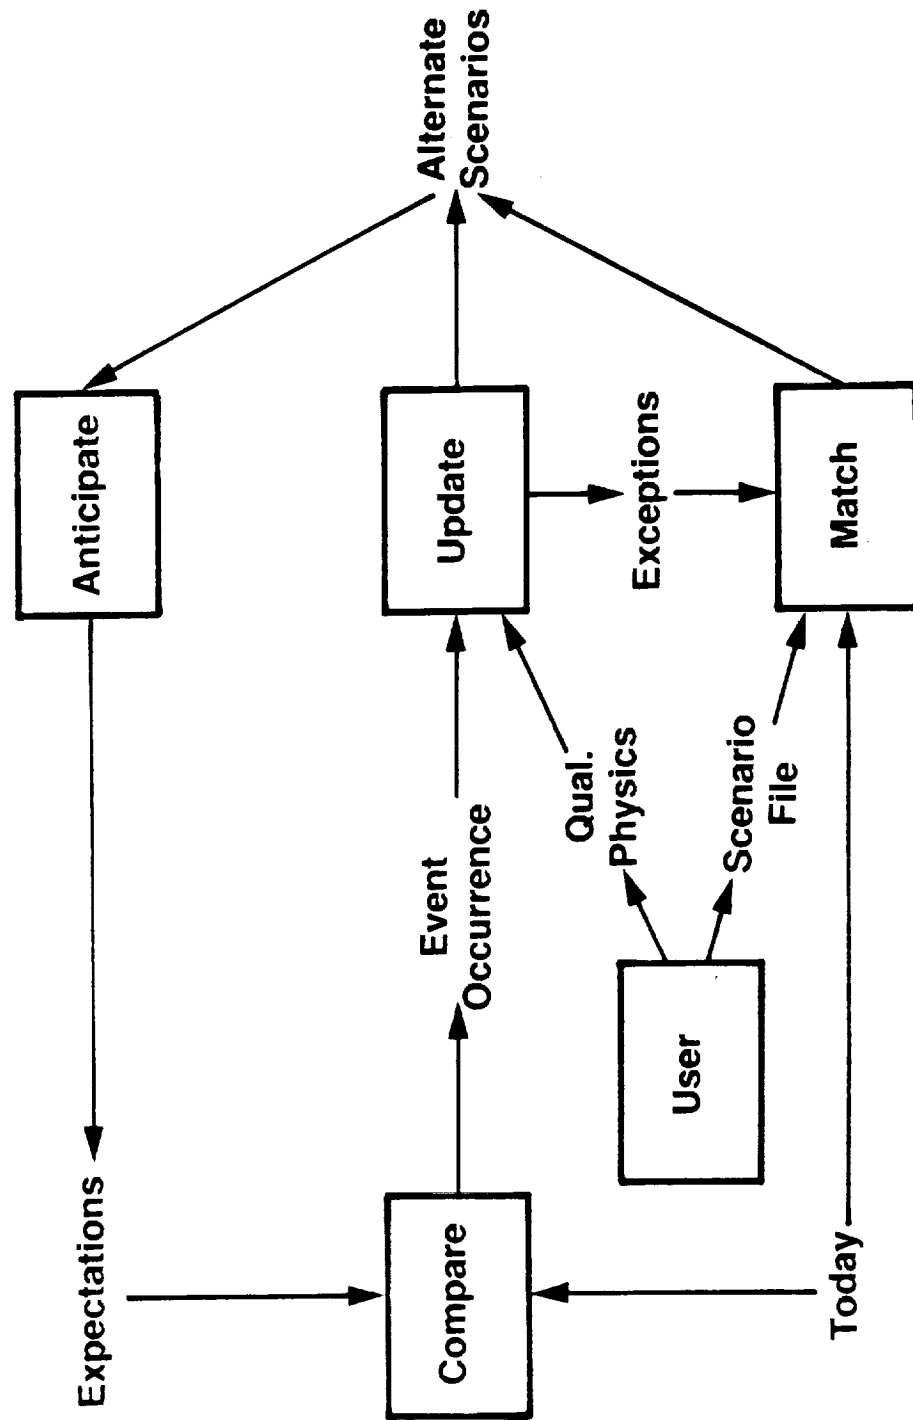 Expectations
Anticipate
Alternate
Scenarios
Compare
Event
Occurrence
Update
Qual.
Physics
Exceptions
User
Scenario
File
Today
Match